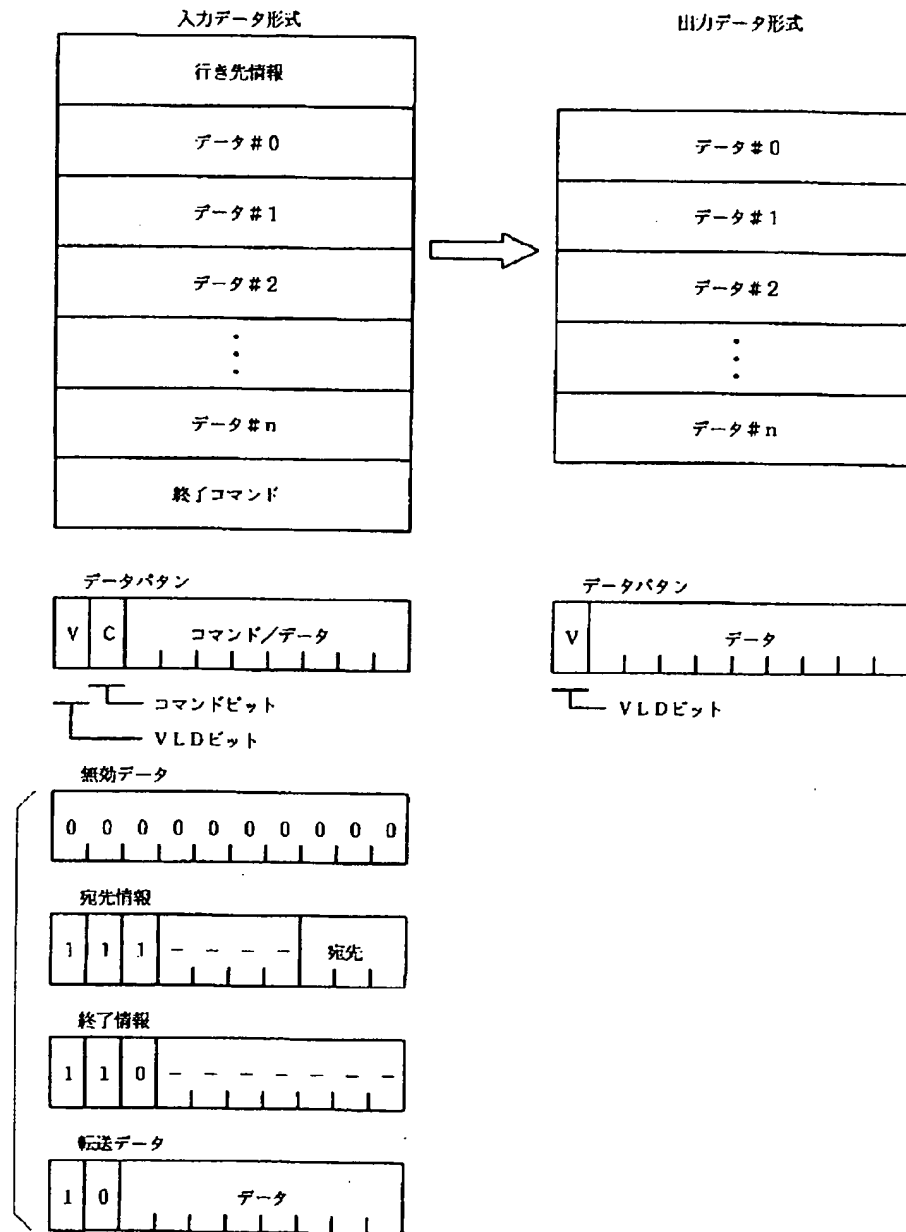 入力データ形式
行き先情報
データ#0
データ#1
データ#2
データ#n
終了コマンド
出力データ形式
データ#0
データ#1
データ#2
データ#n
データパタン
V C コマンド/データ
コマンドビット
VLDビット
データパタン
V データ
VLDビット
無効データ
0 0 0 0 0 0 0 0 0 0
宛先情報
1 1 1 - - - - 宛先
終了情報
1 1 0 - - - - - - -
転送データ
1 0 データ